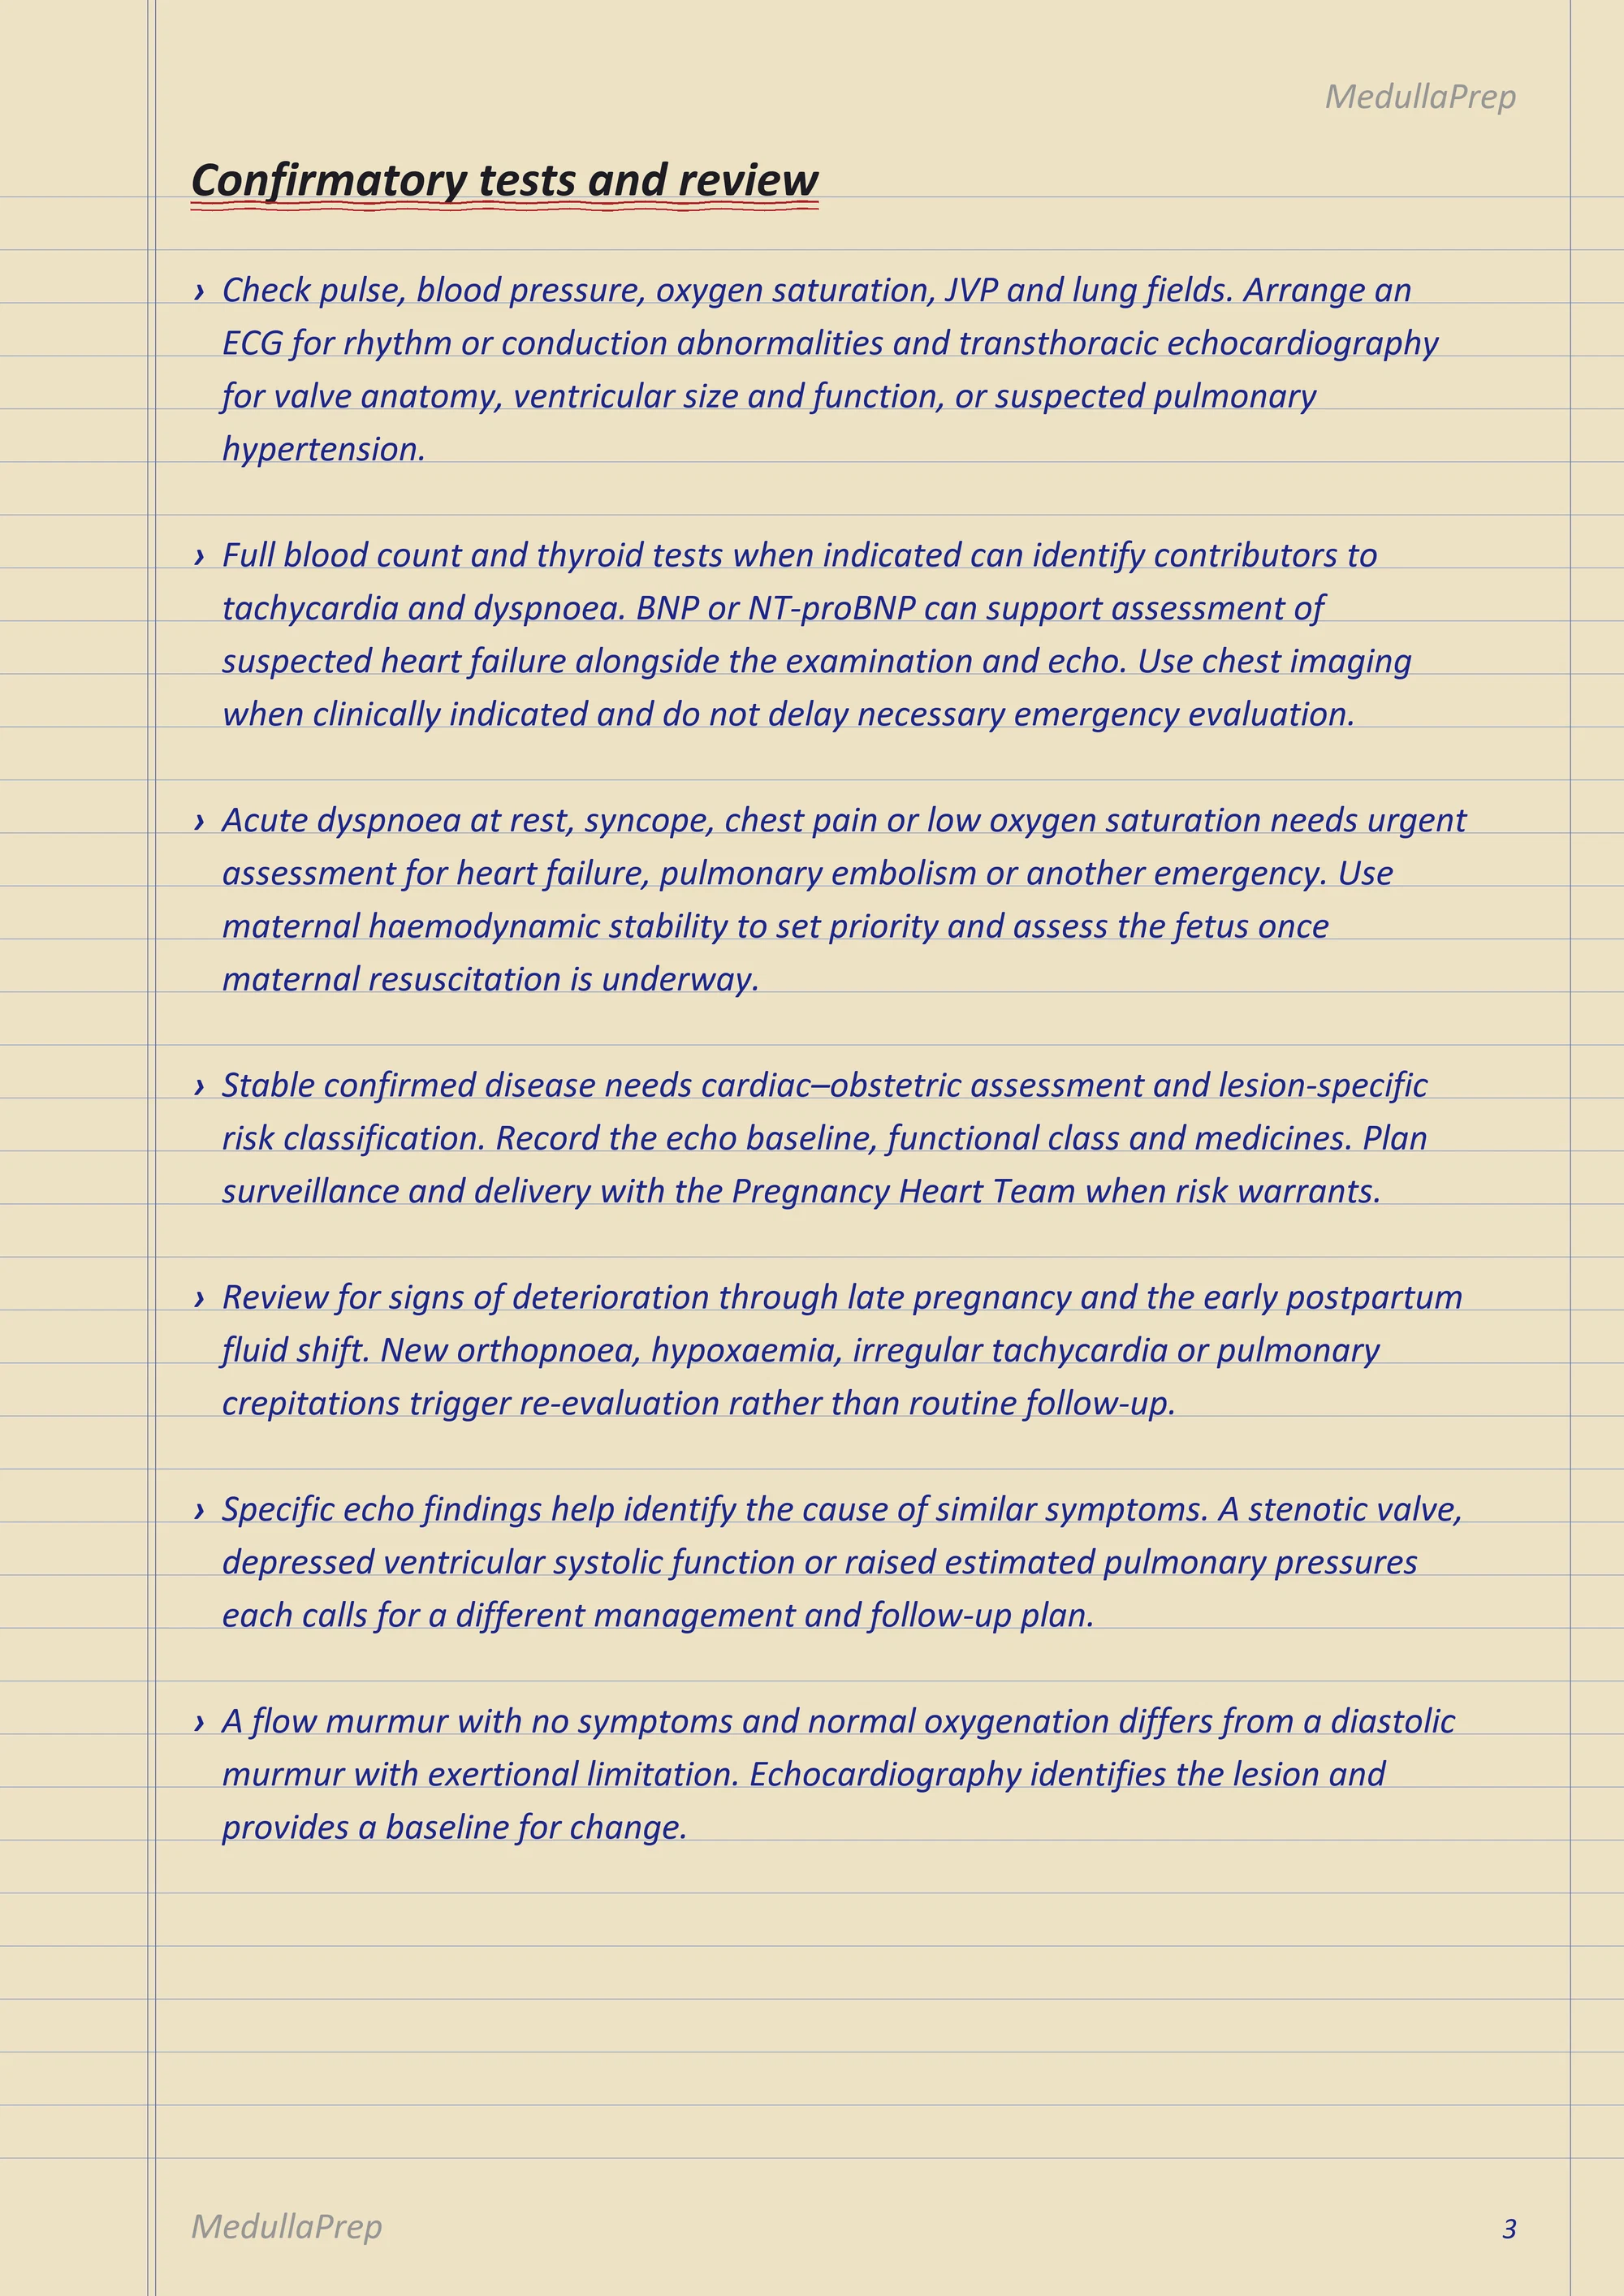 MedullaPrep
Confirmatory tests and review
› Check pulse, blood pressure, oxygen saturation, JVP and lung fields. Arrange an
ECG for rhythm or conduction abnormalities and transthoracic echocardiography
for valve anatomy, ventricular size and function, or suspected pulmonary
hypertension.
› Full blood count and thyroid tests when indicated can identify contributors to
tachycardia and dyspnoea. BNP or NT-proBNP can support assessment of
suspected heart failure alongside the examination and echo. Use chest imaging
when clinically indicated and do not delay necessary emergency evaluation.
› Acute dyspnoea at rest, syncope, chest pain or low oxygen saturation needs urgent
assessment for heart failure, pulmonary embolism or another emergency. Use
maternal haemodynamic stability to set priority and assess the fetus once
maternal resuscitation is underway.
› Stable confirmed disease needs cardiac–obstetric assessment and lesion-specific
risk classification. Record the echo baseline, functional class and medicines. Plan
surveillance and delivery with the Pregnancy Heart Team when risk warrants.
› Review for signs of deterioration through late pregnancy and the early postpartum
fluid shift. New orthopnoea, hypoxaemia, irregular tachycardia or pulmonary
crepitations trigger re-evaluation rather than routine follow-up.
› Specific echo findings help identify the cause of similar symptoms. A stenotic valve,
depressed ventricular systolic function or raised estimated pulmonary pressures
each calls for a different management and follow-up plan.
› A flow murmur with no symptoms and normal oxygenation differs from a diastolic
murmur with exertional limitation. Echocardiography identifies the lesion and
provides a baseline for change.
MedullaPrep
3